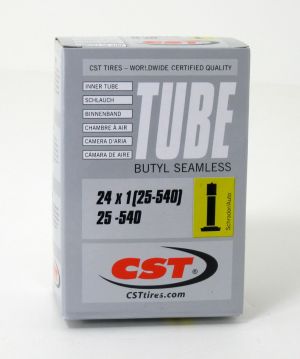 CST TIRES – WORLDWIDE CERTIFIED QUALITY
INNER TUBE
SCHLAUCH
BINNENBAND
CHAMBRE À AIR
CAMERA D'ARIA
CÁMARA DE AIRE
TUBE
BUTYL SEAMLESS
24 x 1 (25-540)
25 -540
Schrader/Auto
CST®
CSTtires.com